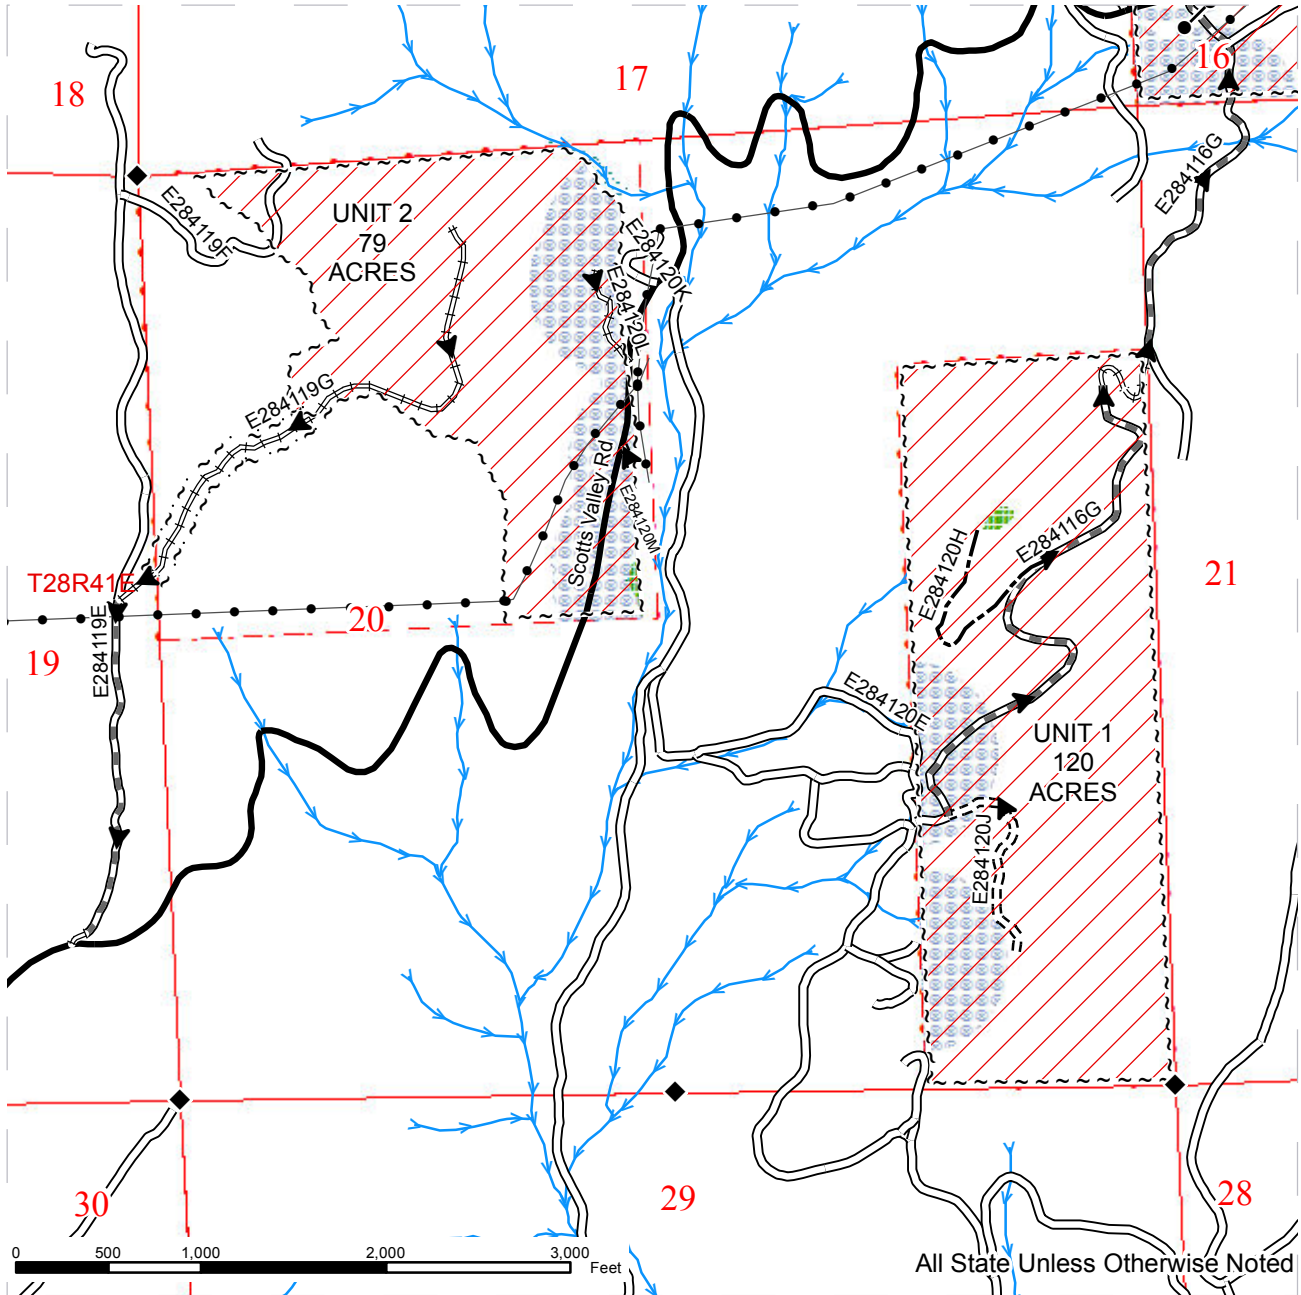 16
17
18
E284116G
E284119F
UNIT 2
79
ACRES
E284120K
E284120L
E284119G
Scotts Valley Rd
E284120M
E284120H
E284116G
21
T28R41E
20
19
E284119E
E284120E
UNIT 1
120
ACRES
E284120J
30
29
28
0 500 1,000 2,000 3,000
Feet
All State Unless Otherwise Noted